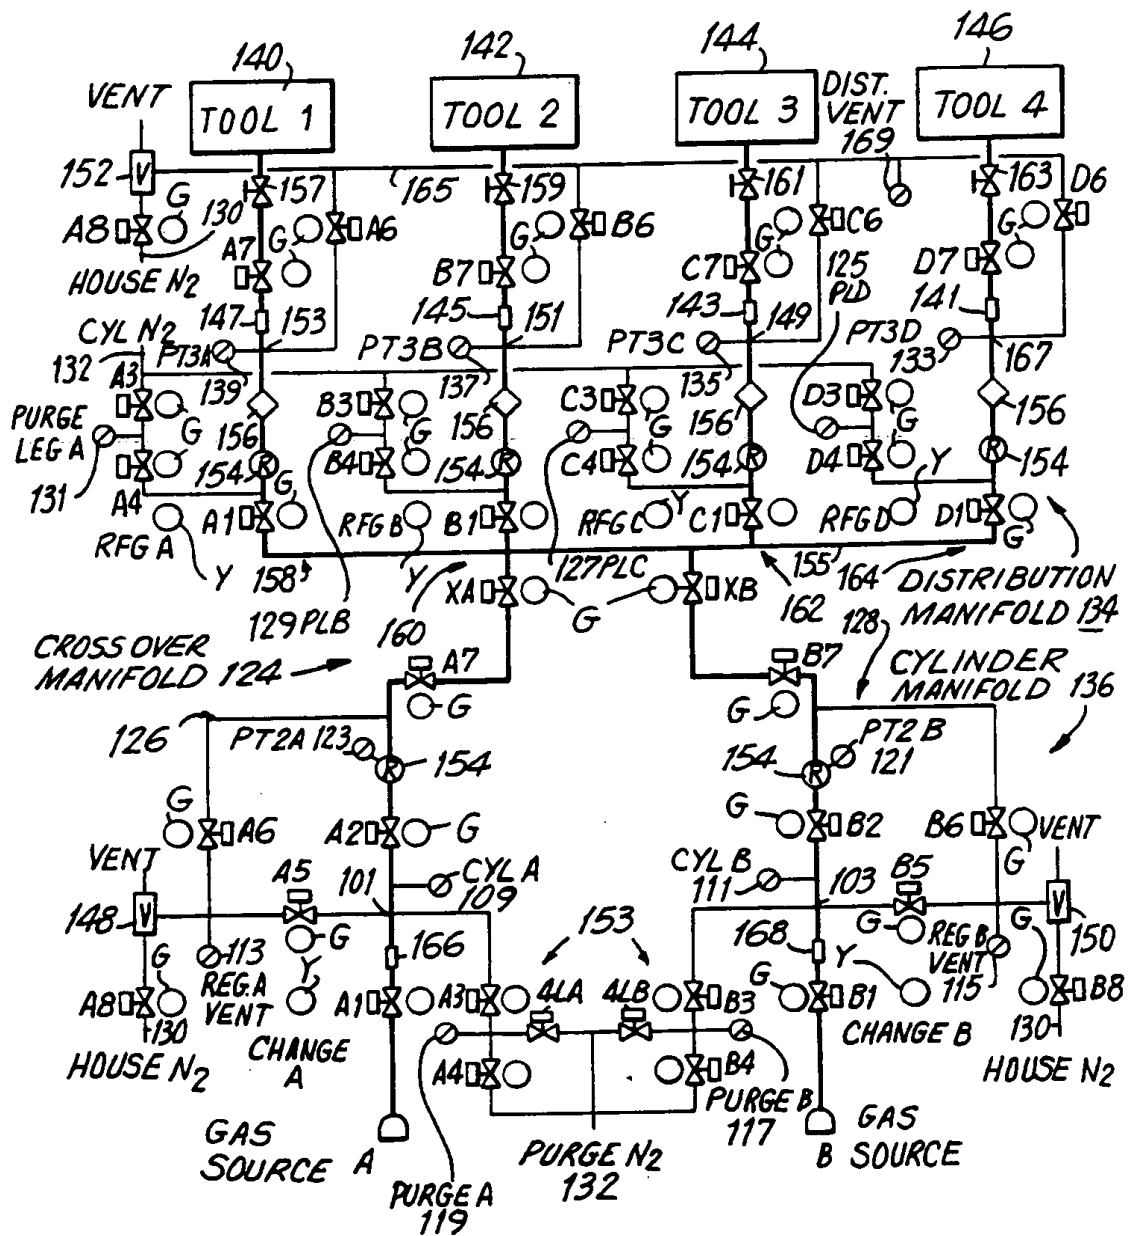 140
142
144
146
VENT
TOOL 1
TOOL 2
TOOL 3
DIST. VENT
169
TOOL 4
152
V
157
165
159
161
163
D6
G
130
A8
A7
G
A6
B7
G
B6
C7
G
C6
D7
G
HOUSE N2
125
PLD
147
153
145
151
143
149
141
CYL N2
132
PT3A
139
PT3B
137
PT3C
135
PT3D
133
167
A3
G
B3
G
C3
G
D3
G
PURGE
LEG A
131
156
156
156
156
A4
154
R
B4
154
R
C4
154
R
D4
Y
R
154
G
RFG A
A1
RFG B
B1
RFG C
Y
C1
RFG D
D1
G
Y
158
Y
127 PLC
155
164
129 PLB
160
XA
G
XB
162
DISTRIBUTION
MANIFOLD 134
CROSS OVER
MANIFOLD 124
A7
G
B7
G
128
CYLINDER
MANIFOLD 136
126
PT2A 123
R
154
154
R
PT2B
121
G
A6
A2
G
G
B2
B6
G
VENT
VENT
A5
101
CYL A
109
CYL B
111
103
B5
148
V
G
113
REG.A
VENT
166
153
168
G
REG B
VENT
115
G
V
150
G
A8
130
Y
A1
A3
4LA
4LB
B3
G
B1
Y
B8
130
HOUSE N2
CHANGE
A
A4
B4
CHANGE B
HOUSE N2
GAS
SOURCE A
PURGE A
119
PURGE N2
132
PURGE B
117
B
GAS
SOURCE